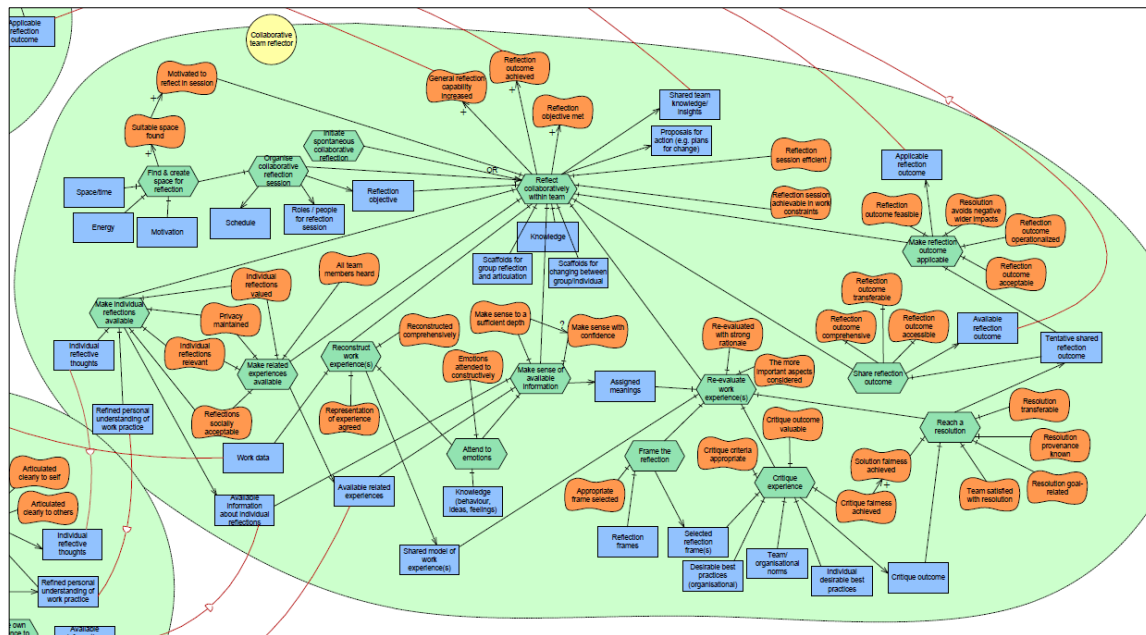 Applicable
reflection
outcome
Collaborative
team reflector
Motivated to
reflect in session
Suitable space
found
Find & create
space for
reflection
Space/time
Energy
Motivation
Organise
collaborative
reflection
session
Initiate
spontaneous
collaborative
reflection
Schedule
Roles / people
for refection
session
Reflection
objective
General reflection
capability
increased
Reflection
outcome
achieved
Reflection
objective met
Shared team
knowledge/
insights
Proposals for
action (e.g. plans
for change)
OR
Reflect
collaboratively
within team
Knowledge
Scaffolds for
group reflection
and articulation
Scaffolds for
changing between
group/individual
Reflection
session efficient
Reflection session
achievable in work
constraints
Applicable
reflection outcome
Reflection
outcome feasible
Resolution
avoids negative
wider impacts
Reflection
outcome
operationalized
Make reflection
outcome
applicable
Reflection
outcome
acceptable
Reflection
outcome
transferable
Reflection
outcome
comprehensive
Reflection
outcome
accessible
Available
reflection outcome
Tentative shared
reflection
outcome
Share reflection
outcome
All team
members heard
Individual
reflections
valued
Make individual
reflections
available
Privacy
maintained
Individual
reflections
relevant
Individual
reflective
thoughts
Make related
experiences
available
Reflections
socially
acceptable
Refined personal
understanding of
work practice
Work data
Available
information
about individual
reflections
Available related
experiences
Reconstruct
work
experience(s)
Reconstructed
comprehensively
Representation
of experience
agreed
Emotions
attended to
constructively
Attend to
emotions
Knowledge
(behaviour,
ideas, feelings)
Shared model of
work
experience(s)
Make sense to a
sufficient depth
?
Make sense with
confidence
Make sense of
available
information
Assigned
meanings
Re-evaluated
with strong
rationale
The more
important aspects
considered
Re-evaluate
work
experience(s)
Frame the
reflection
Appropriate
frame selected
Reflection
frames
Selected
reflection
frame(s)
Critique criteria
appropriate
Critique outcome
valuable
Critique
experience
Solution fairness
achieved
Critique fairness
achieved
Desirable best
practices
(organisational)
Team/
organisational
norms
Individual
desirable best
practices
Critique outcome
Reach a
resolution
Resolution
transferable
Resolution
provenance
known
Resolution goal-
related
Team satisfied
with resolution
Articulated
clearly to self
Articulated
clearly to others
Individual
reflective
thoughts
Refined personal
understanding of
work practice
Available